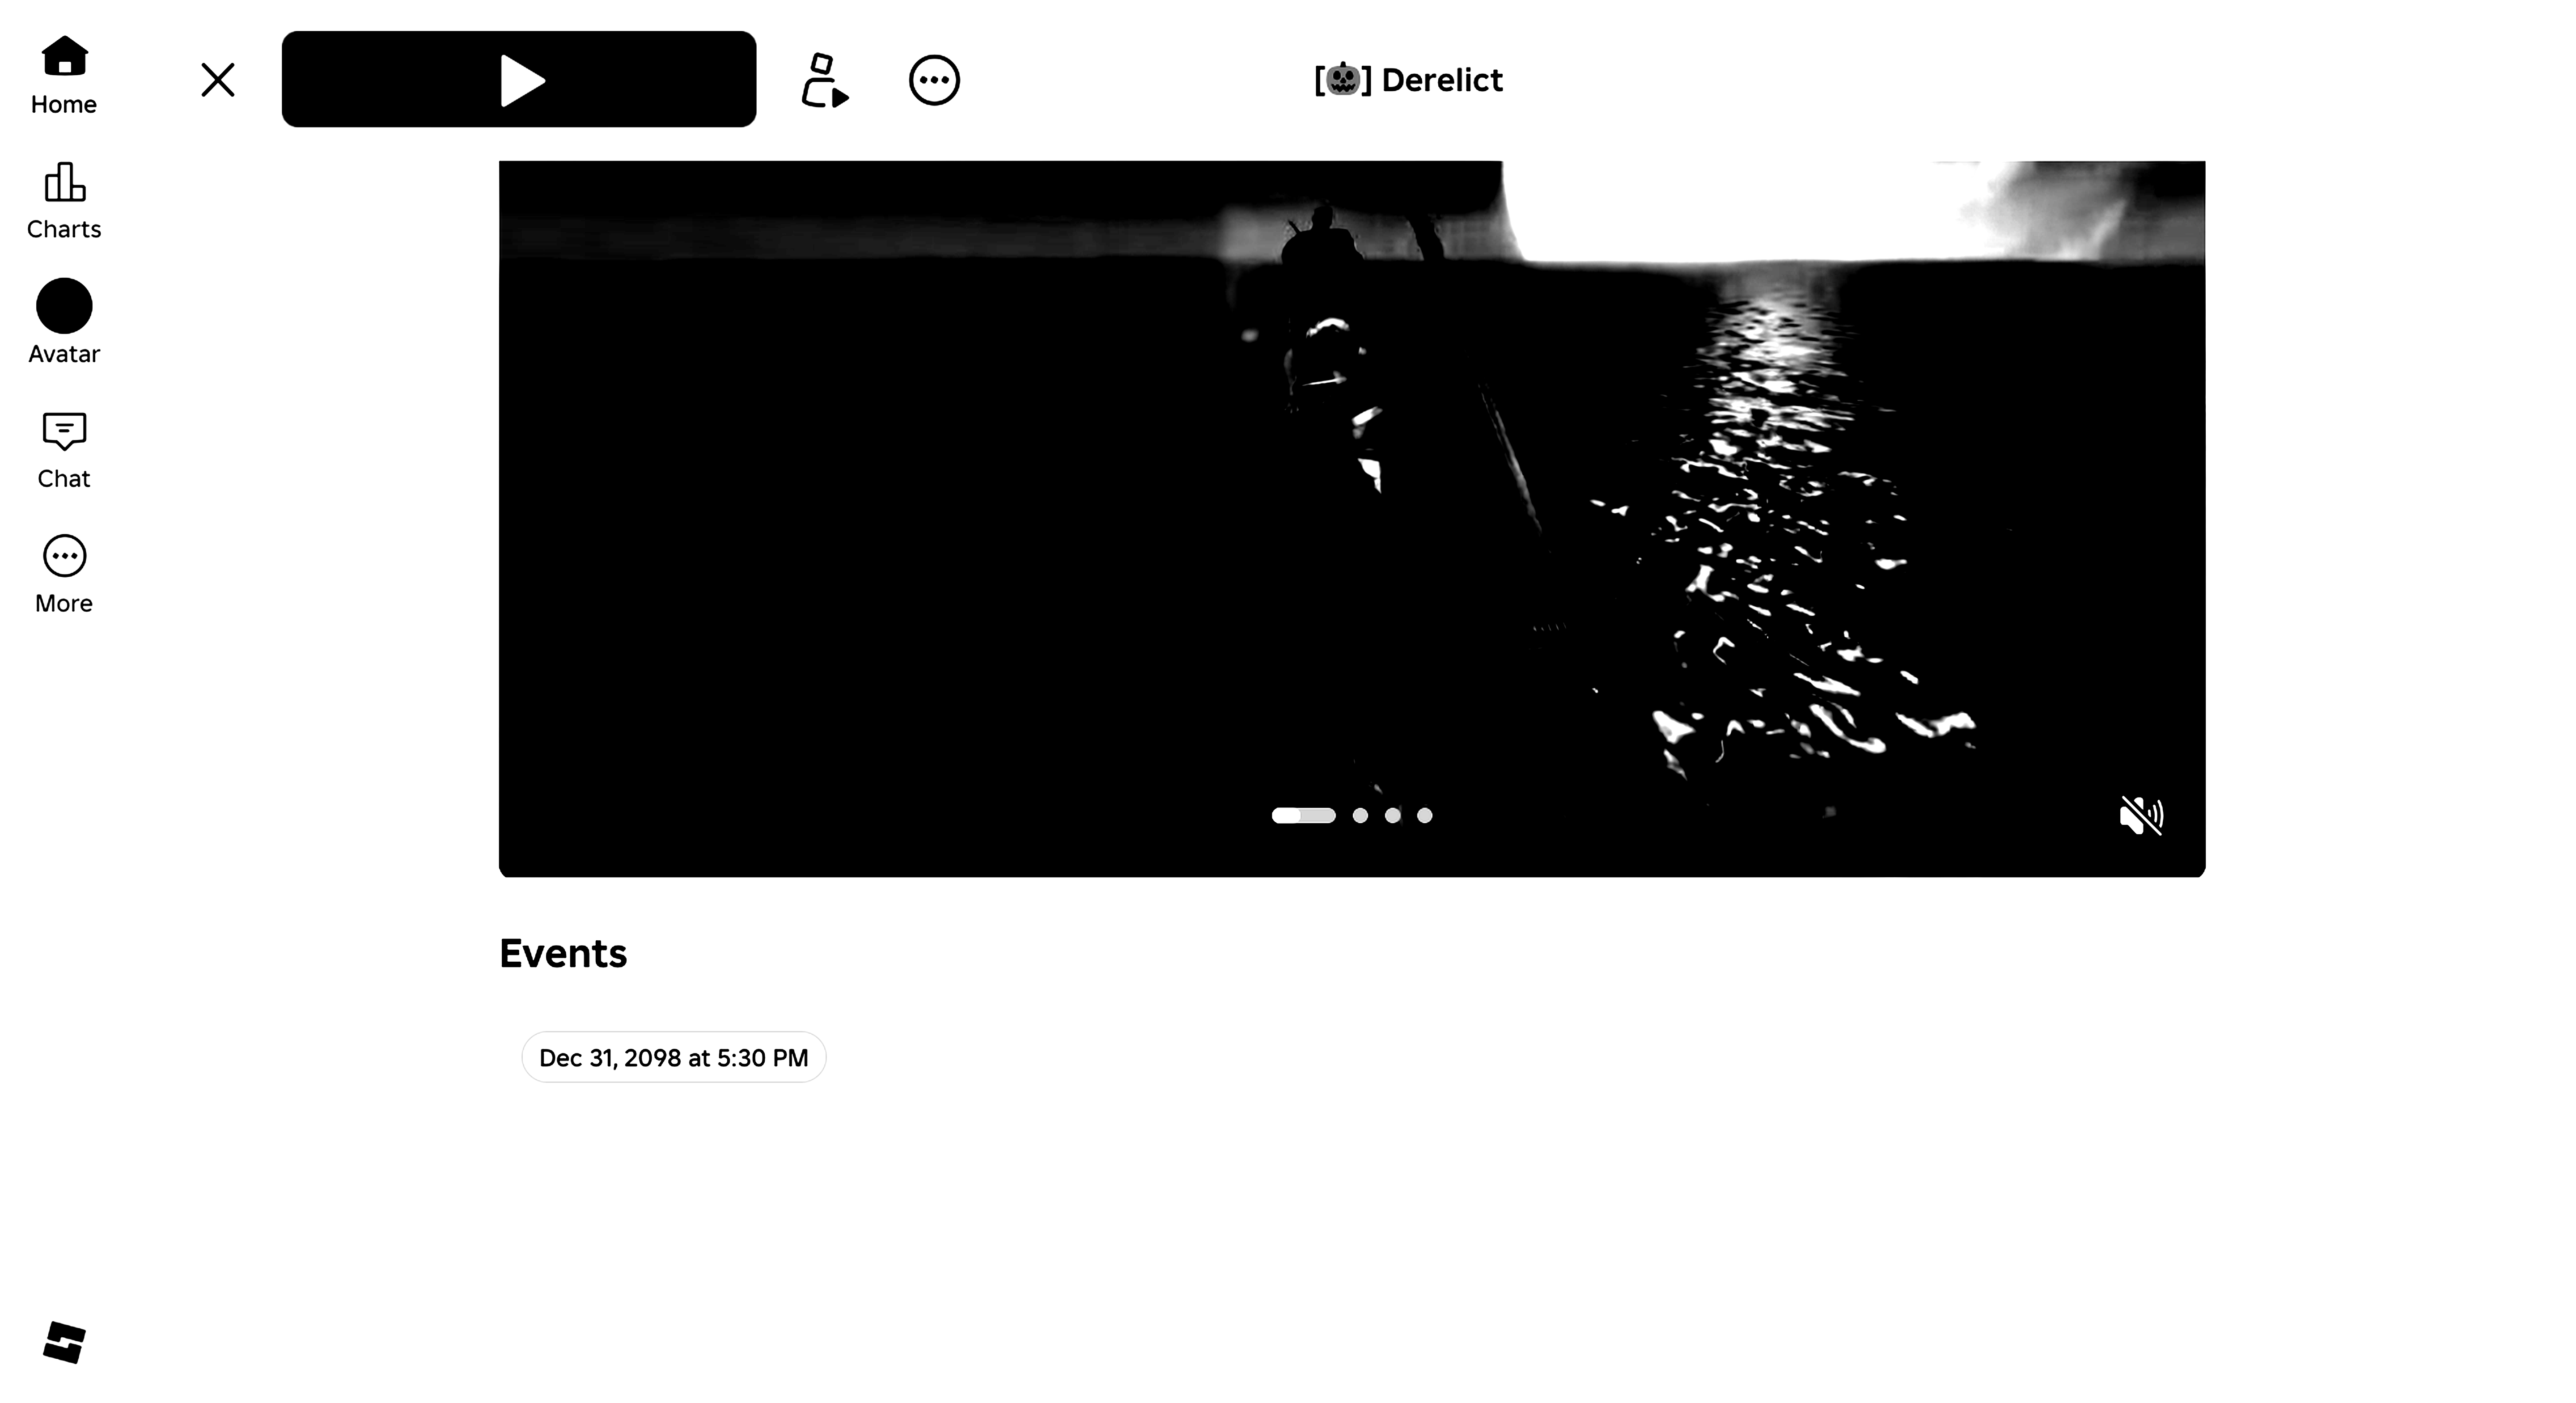 Home
Charts
Avatar
Chat
More
[🎃] Derelict
Events
Dec 31, 2098 at 5:30 PM